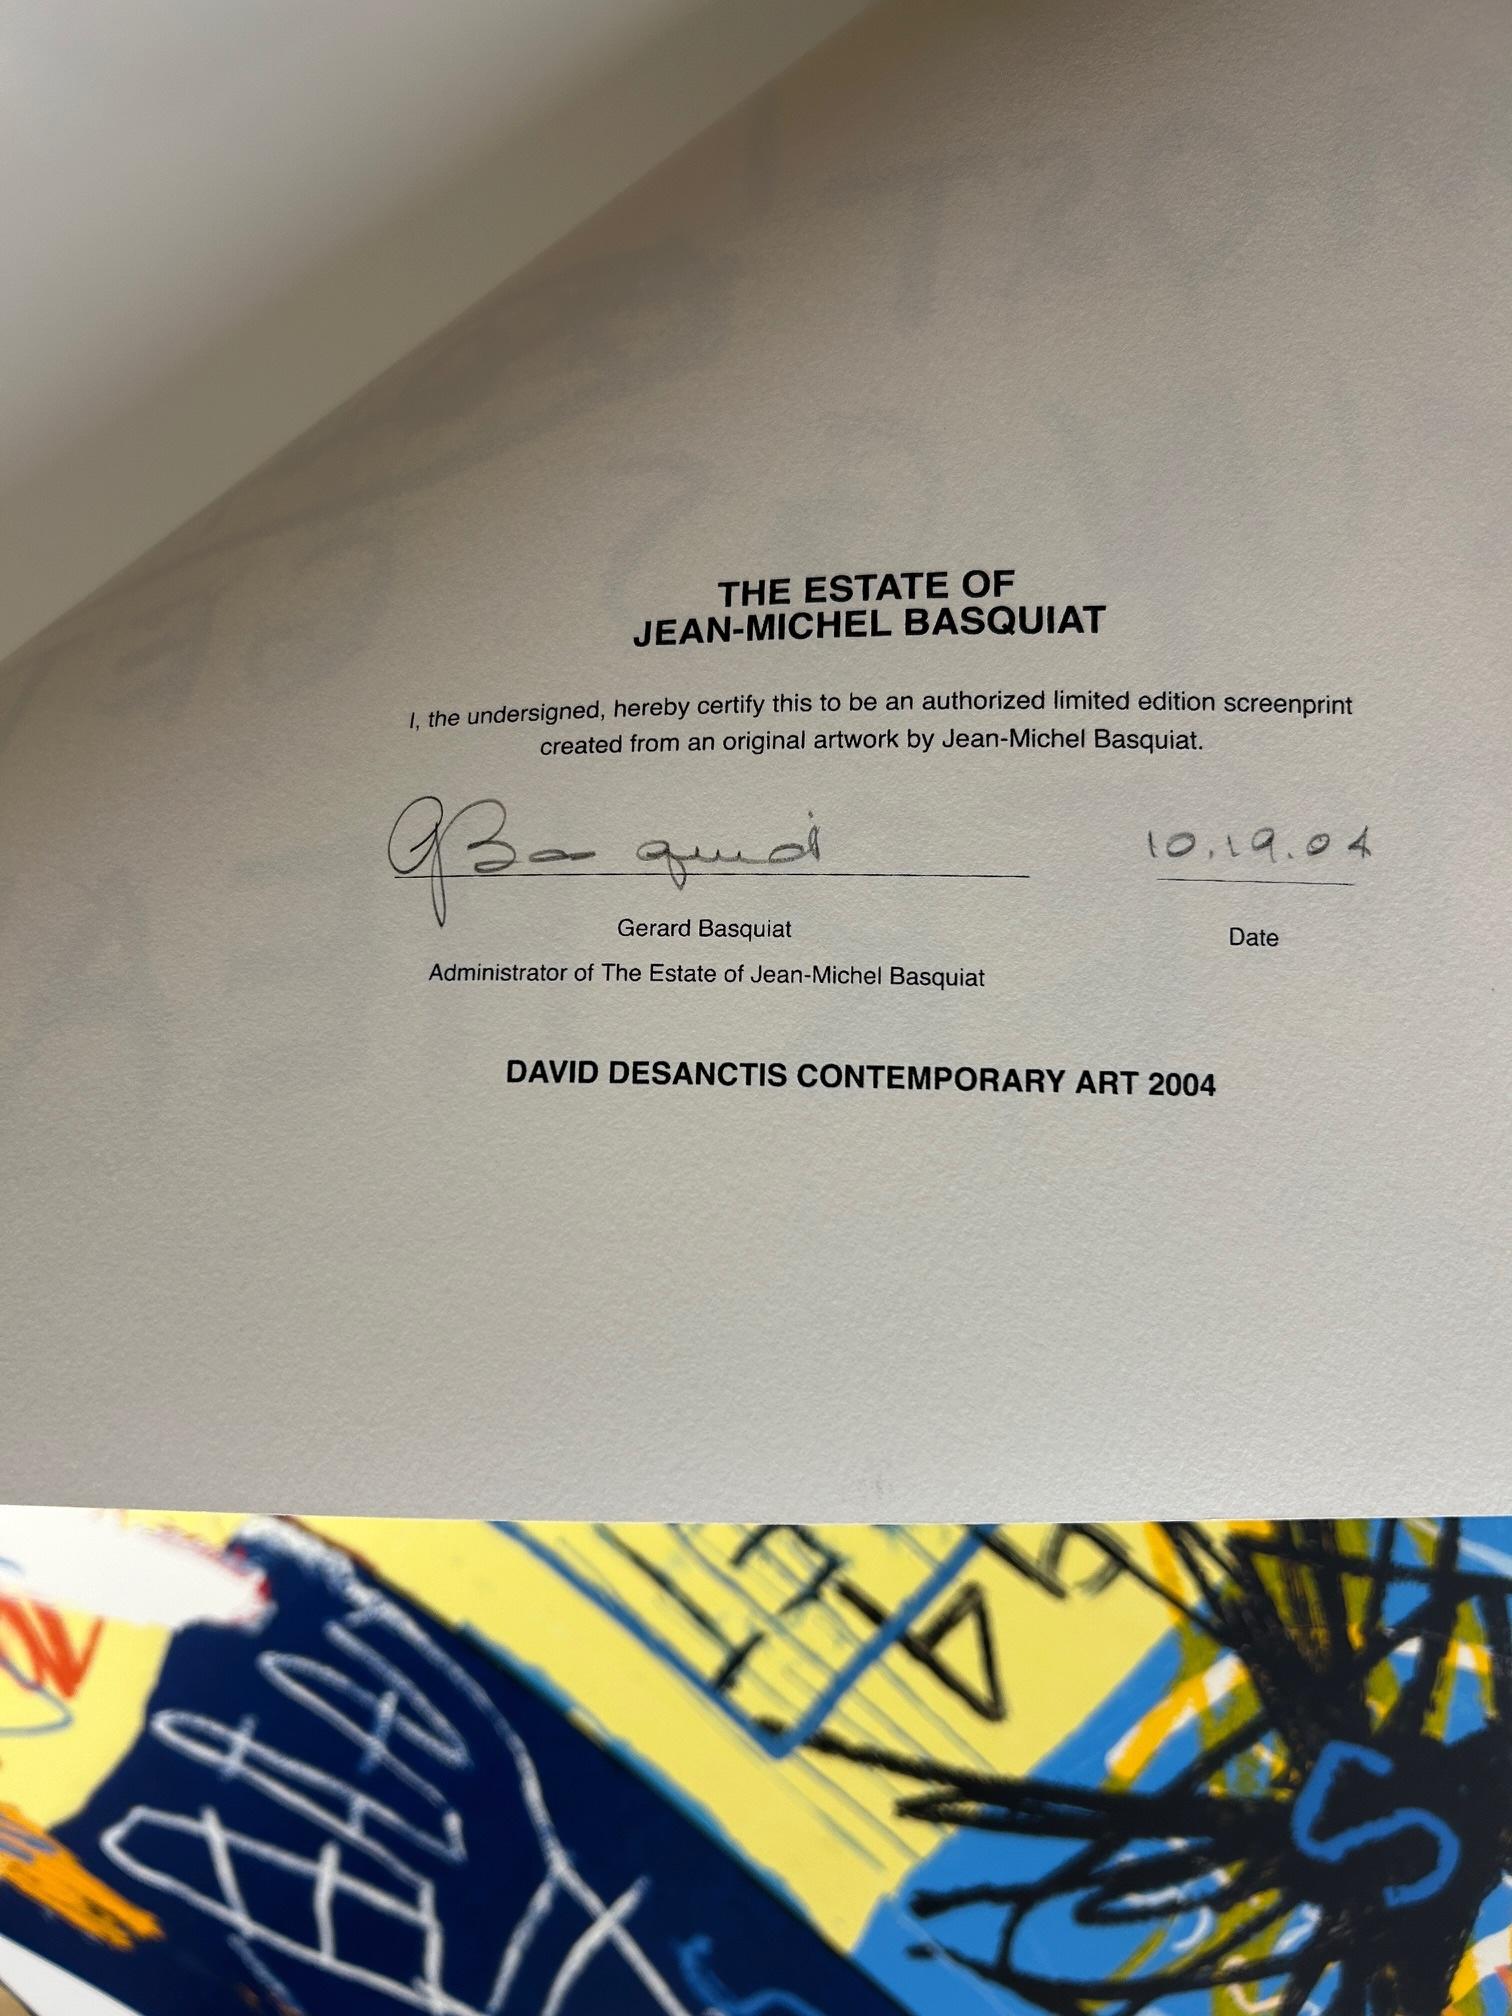 THE ESTATE OF
JEAN-MICHEL BASQUIAT
I, the undersigned, hereby certify this to be an authorized limited edition screenprint
created from an original artwork by Jean-Michel Basquiat.
G Basquiat 10.19.04
Gerard Basquiat Date
Administrator of The Estate of Jean-Michel Basquiat
DAVID DESANCTIS CONTEMPORARY ART 2004